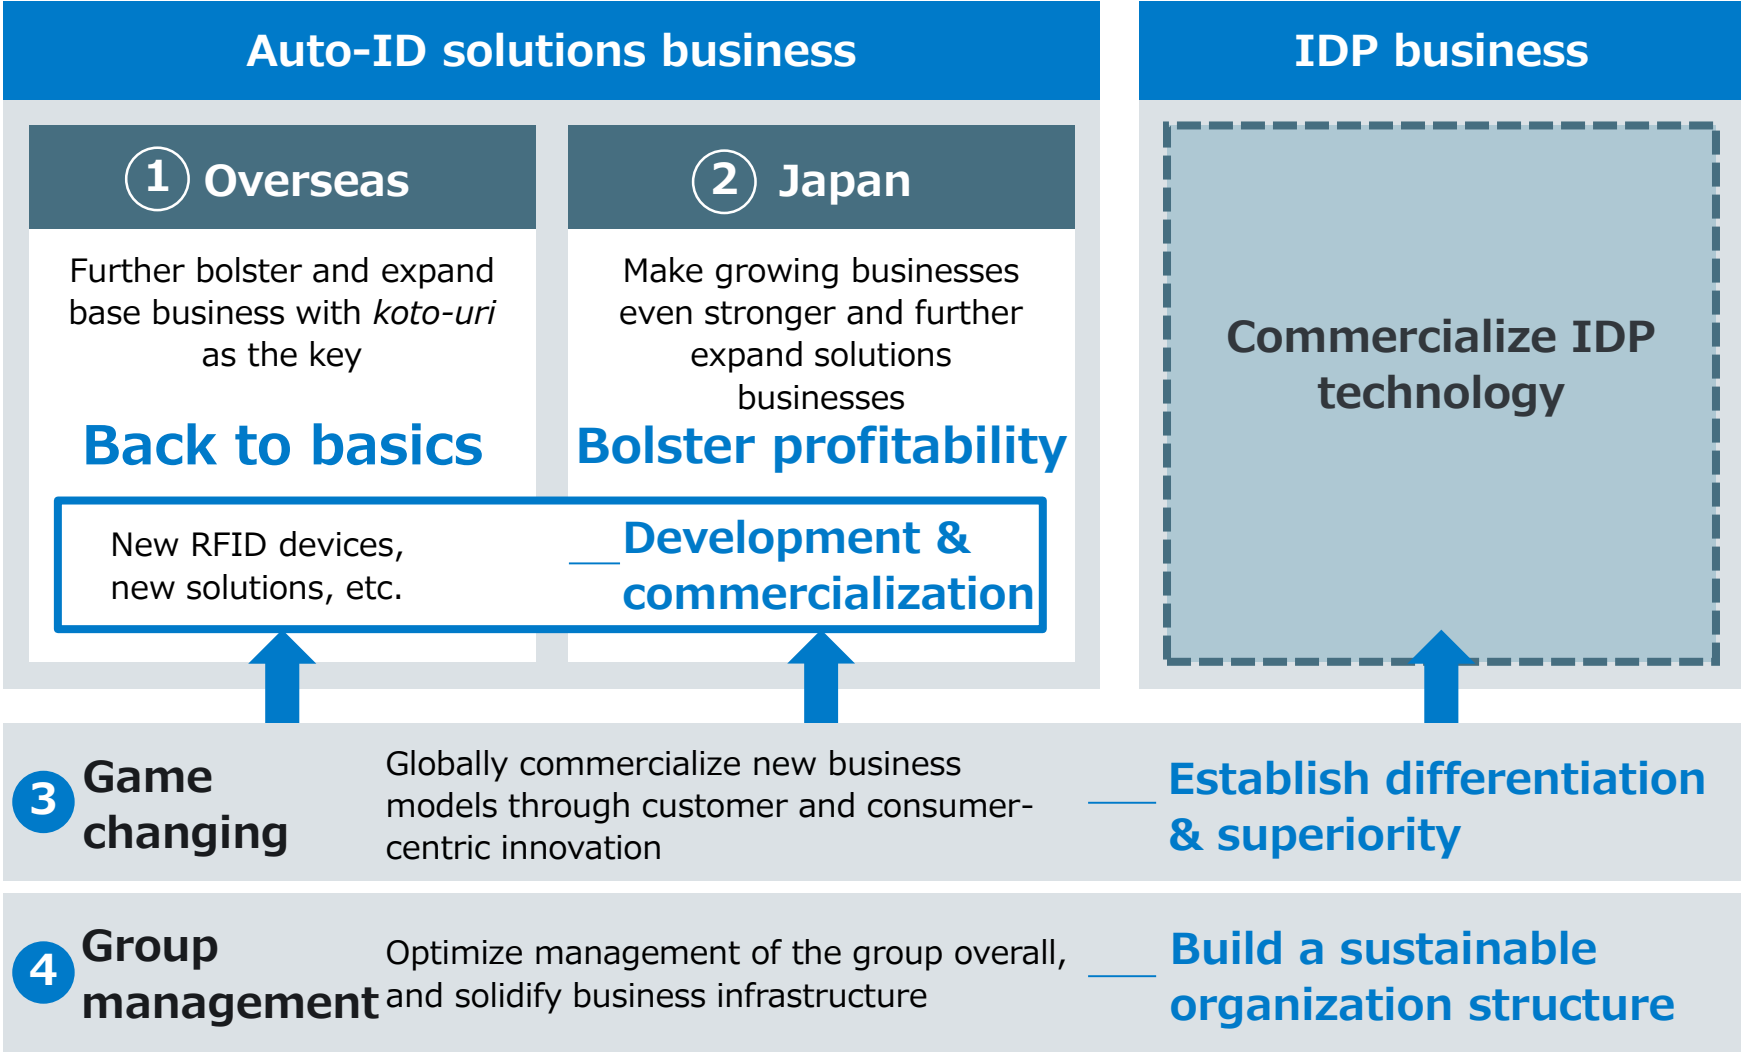 Auto-ID solutions business
IDP business
1 Overseas
Further bolster and expand
base business with koto-uri
as the key
Back to basics
2 Japan
Make growing businesses
even stronger and further
expand solutions
businesses
Bolster profitability
New RFID devices,
new solutions, etc.
Development &
commercialization
Commercialize IDP
technology
3 Game
changing
Globally commercialize new business
models through customer and consumer-
centric innovation
Establish differentiation
& superiority
4 Group
management
Optimize management of the group overall,
and solidify business infrastructure
Build a sustainable
organization structure